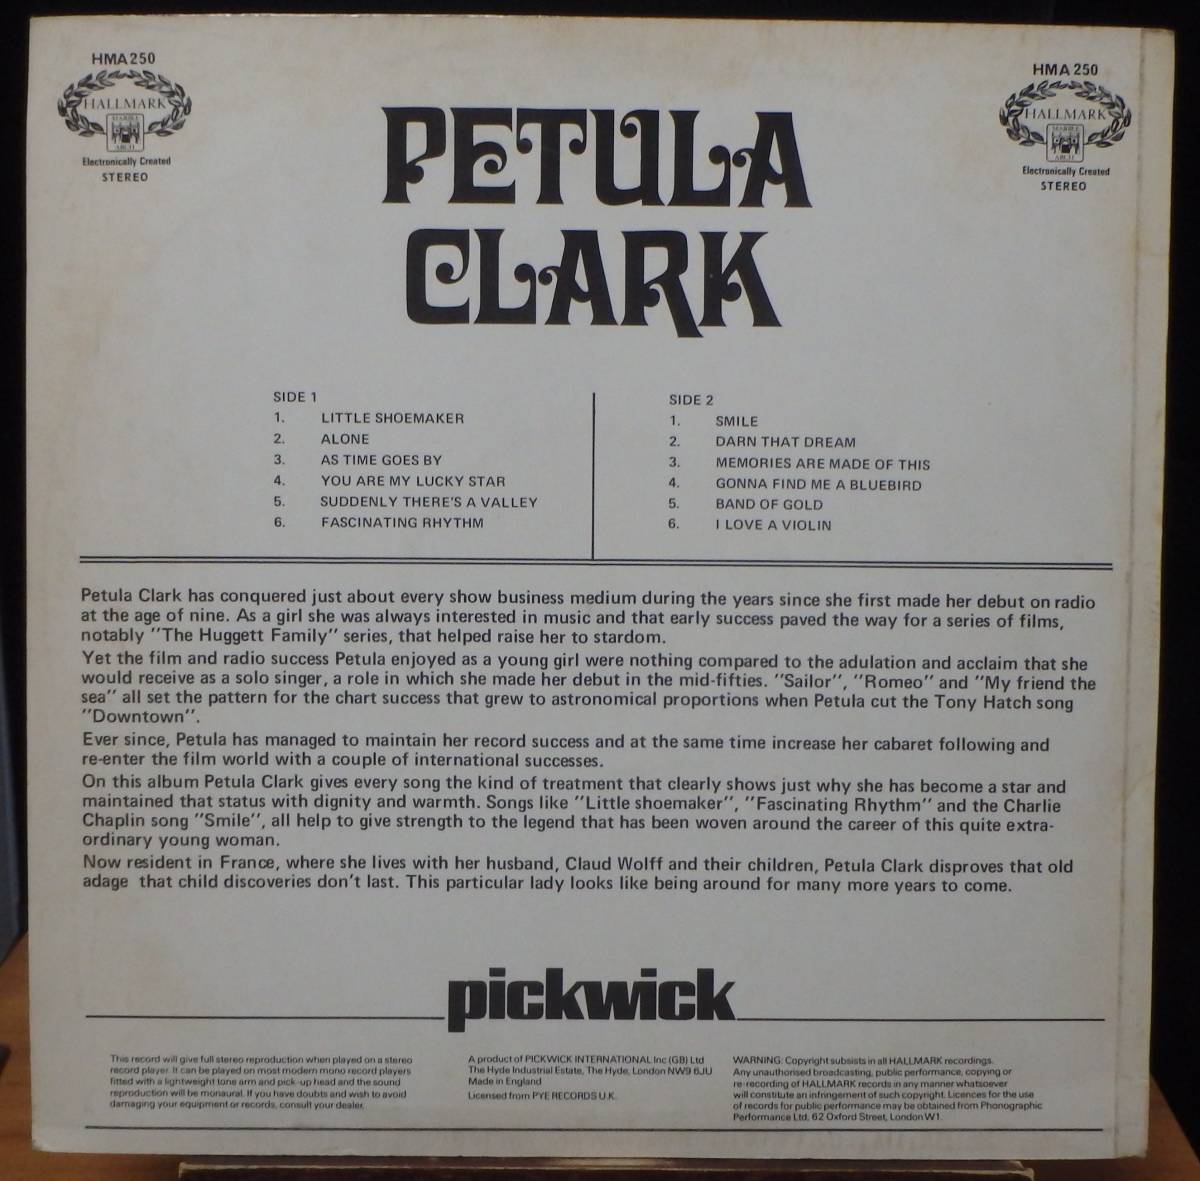 HMA 250
HALLMARK
MARBLE
ARCH
Electronically Created
STEREO
HMA 250
HALLMARK
MARBLE
ARCH
Electronically Created
STEREO
PETULA
CLARK
SIDE 1
1. LITTLE SHOEMAKER
2. ALONE
3. AS TIME GOES BY
4. YOU ARE MY LUCKY STAR
5. SUDDENLY THERE'S A VALLEY
6. FASCINATING RHYTHM
SIDE 2
1. SMILE
2. DARN THAT DREAM
3. MEMORIES ARE MADE OF THIS
4. GONNA FIND ME A BLUEBIRD
5. BAND OF GOLD
6. I LOVE A VIOLIN
Petula Clark has conquered just about every show business medium during the years since she first made her debut on radio
at the age of nine. As a girl she was always interested in music and that early success paved the way for a series of films,
notably "The Huggett Family" series, that helped raise her to stardom.
Yet the film and radio success Petula enjoyed as a young girl were nothing compared to the adulation and acclaim that she
would receive as a solo singer, a role in which she made her debut in the mid-fifties. "Sailor", "Romeo" and "My friend the
sea" all set the pattern for the chart success that grew to astronomical proportions when Petula cut the Tony Hatch song
"Downtown".
Ever since, Petula has managed to maintain her record success and at the same time increase her cabaret following and
re-enter the film world with a couple of international successes.
On this album Petula Clark gives every song the kind of treatment that clearly shows just why she has become a star and
maintained that status with dignity and warmth. Songs like "Little shoemaker", "Fascinating Rhythm" and the Charlie
Chaplin song "Smile", all help to give strength to the legend that has been woven around the career of this quite extra-
ordinary young woman.
Now resident in France, where she lives with her husband, Claud Wolff and their children, Petula Clark disproves that old
adage that child discoveries don't last. This particular lady looks like being around for many more years to come.
pickwick
This record will give full stereo reproduction when played on a stereo
record player. It can be played on most modern mono record players
fitted with a lightweight tone arm and pick-up head and the sound
reproduction will be monaural. If you have doubts and wish to avoid
damaging your equipment or records, consult your dealer.
A product of PICKWICK INTERNATIONAL Inc (GB) Ltd
The Hyde Industrial Estate, The Hyde, London NW9 6JU
Made in England
Licensed from PYE RECORDS U.K.
WARNING: Copyright subsists in all HALLMARK recordings.
Any unauthorised broadcasting, public performance, copying or
re-recording of HALLMARK records in any manner whatsoever
will constitute an infringement of such copyright. Licences for the use
of records for public performance may be obtained from Phonographic
Performance Ltd, 62 Oxford Street, London W1.